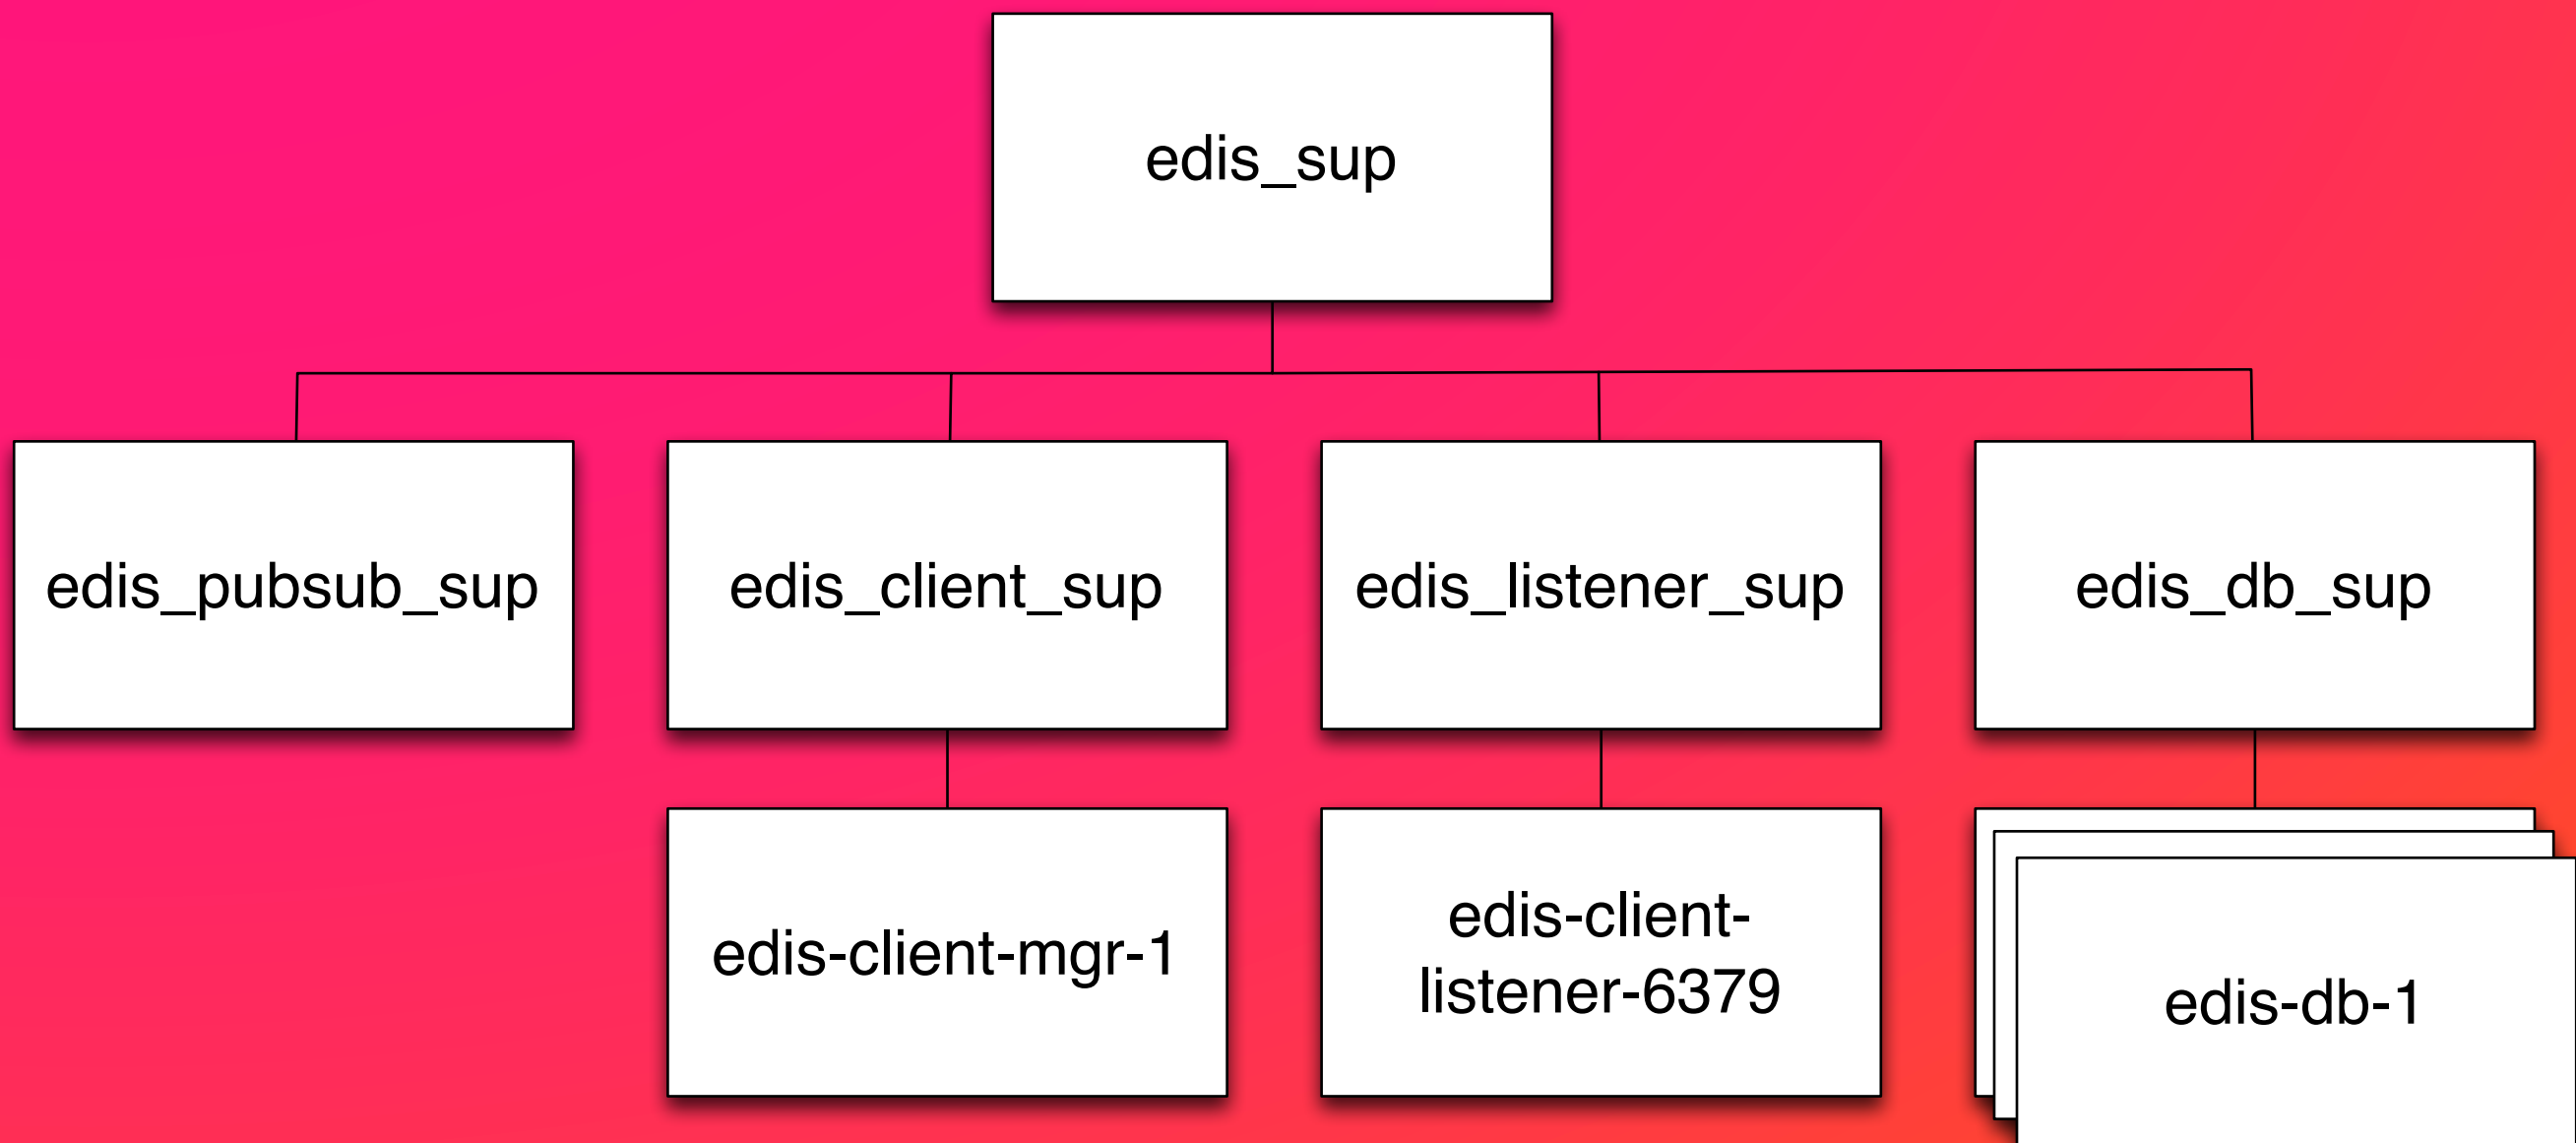 edis_sup
edis_pubsub_sup
edis_client_sup
edis_listener_sup
edis_db_sup
edis-client-mgr-1
edis-client-
listener-6379
edis-db-1